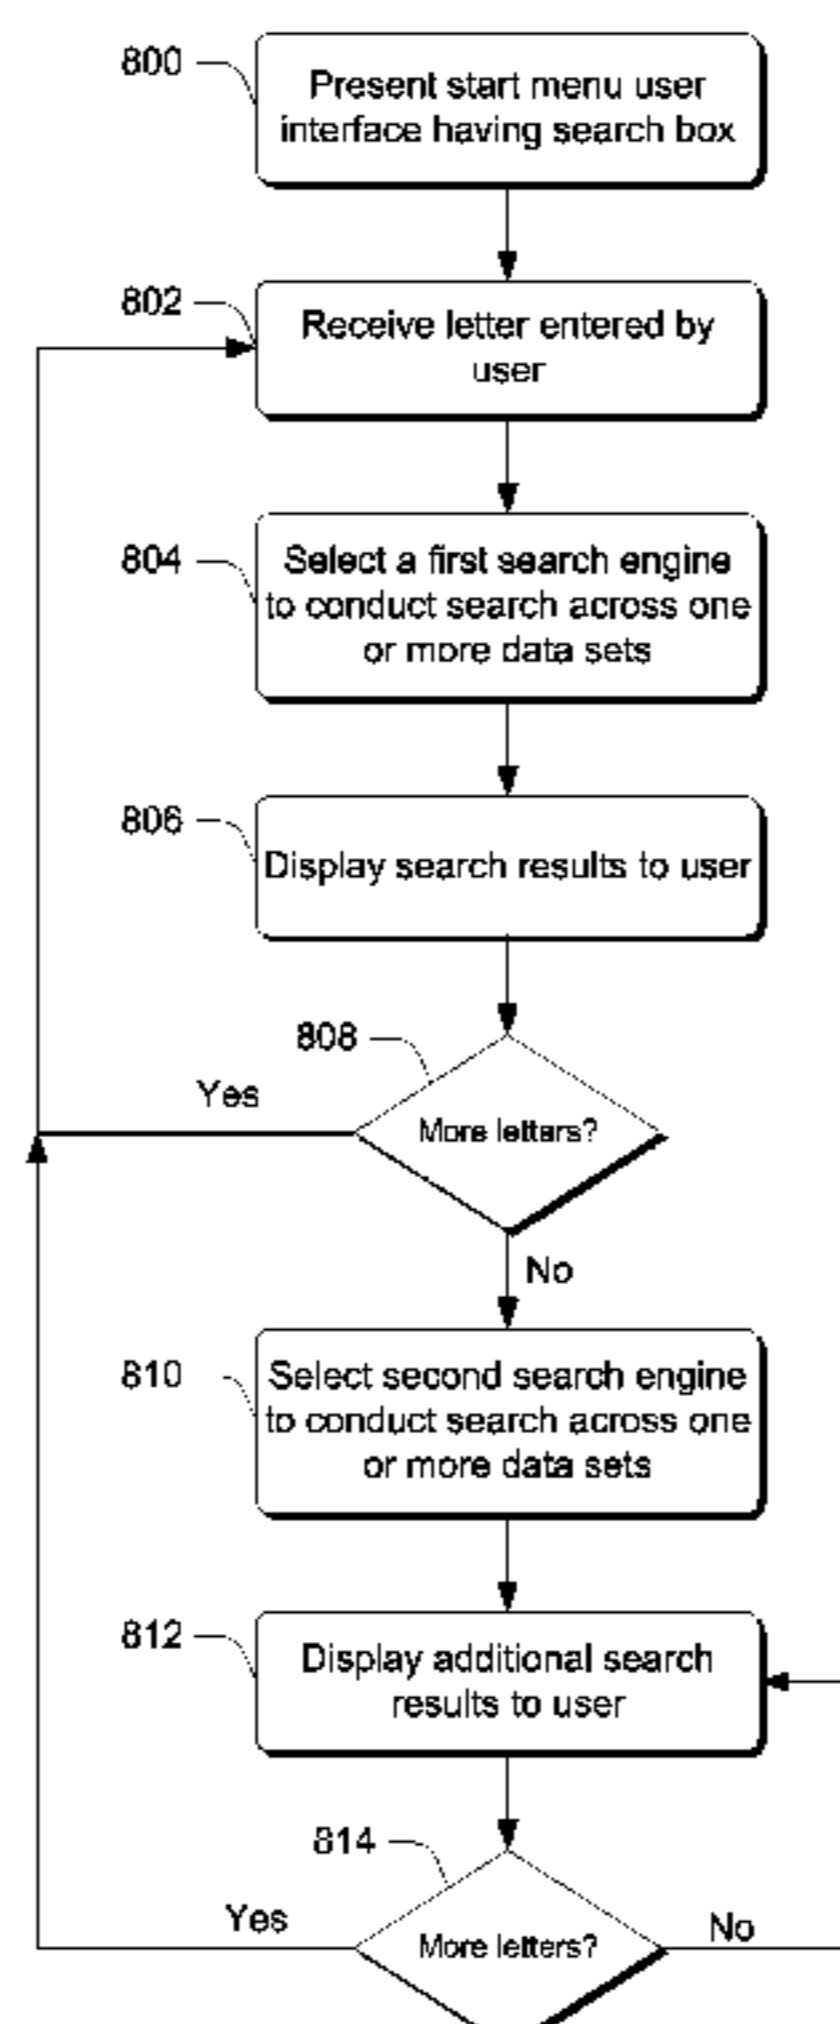 800
Present start menu user
interface having search box
802
Receive letter entered by
user
804
Select a first search engine
to conduct search across one
or more data sets
806
Display search results to user
808
Yes
More letters?
No
810
Select second search engine
to conduct search across one
or more data sets
812
Display additional search
results to user
814
Yes
More letters?
No